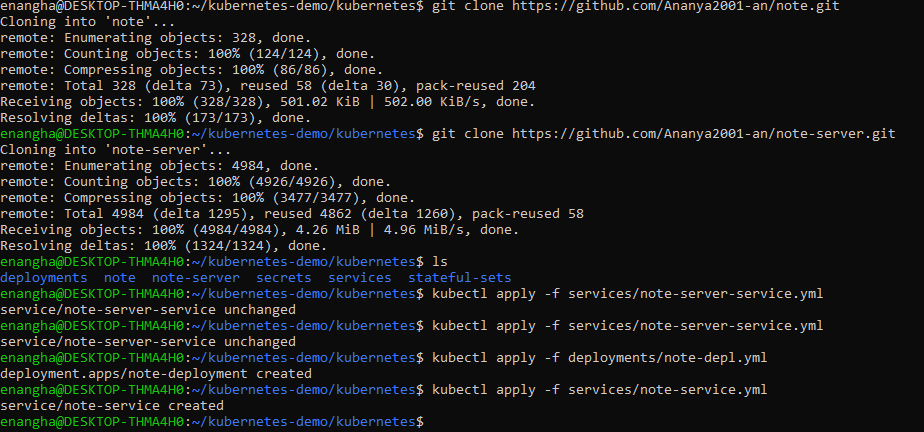 enangha@DESKTOP-THMA4H0:~/kubernetes-demo/kubernetes$ git clone https://github.com/Ananya2001-an/note.git
Cloning into 'note'...
remote: Enumerating objects: 328, done.
remote: Counting objects: 100% (124/124), done.
remote: Compressing objects: 100% (86/86), done.
remote: Total 328 (delta 73), reused 58 (delta 30), pack-reused 204
Receiving objects: 100% (328/328), 501.02 KiB | 502.00 KiB/s, done.
Resolving deltas: 100% (173/173), done.
enangha@DESKTOP-THMA4H0:~/kubernetes-demo/kubernetes$ git clone https://github.com/Ananya2001-an/note-server.git
Cloning into 'note-server'...
remote: Enumerating objects: 4984, done.
remote: Counting objects: 100% (4926/4926), done.
remote: Compressing objects: 100% (3477/3477), done.
remote: Total 4984 (delta 1295), reused 4862 (delta 1260), pack-reused 58
Receiving objects: 100% (4984/4984), 4.26 MiB | 4.96 MiB/s, done.
Resolving deltas: 100% (1324/1324), done.
enangha@DESKTOP-THMA4H0:~/kubernetes-demo/kubernetes$ ls
deployments  note  note-server  secrets  services  stateful-sets
enangha@DESKTOP-THMA4H0:~/kubernetes-demo/kubernetes$ kubectl apply -f services/note-server-service.yml
service/note-server-service unchanged
enangha@DESKTOP-THMA4H0:~/kubernetes-demo/kubernetes$ kubectl apply -f services/note-server-service.yml
service/note-server-service unchanged
enangha@DESKTOP-THMA4H0:~/kubernetes-demo/kubernetes$ kubectl apply -f deployments/note-depl.yml
deployment.apps/note-deployment created
enangha@DESKTOP-THMA4H0:~/kubernetes-demo/kubernetes$ kubectl apply -f services/note-service.yml
service/note-service created
enangha@DESKTOP-THMA4H0:~/kubernetes-demo/kubernetes$